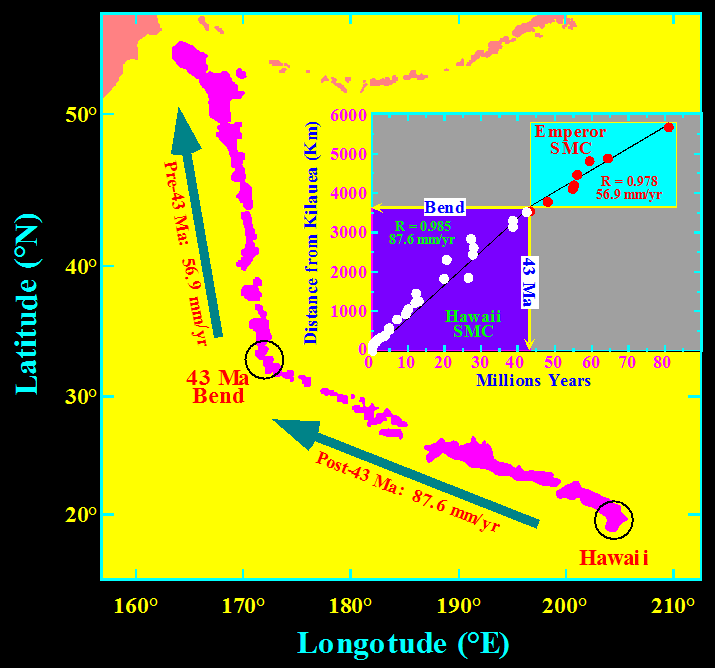 50°
40°
30°
20°
Latitude (°N)
160°
170°
180°
190°
200°
210°
Longotude (°E)
Pre-43 Ma:  56.9 mm/yr
43 Ma
Bend
Post-43 Ma:  87.6 mm/yr
Hawaii
Distance from Kilauea (Km)
6000
5000
4000
3000
2000
1000
0
Emperor
SMC
R = 0.978
56.9 mm/yr
Bend
R = 0.985
87.6 mm/yr
43 Ma
Hawaii
SMC
0
10
20
30
40
50
60
70
80
Millions Years